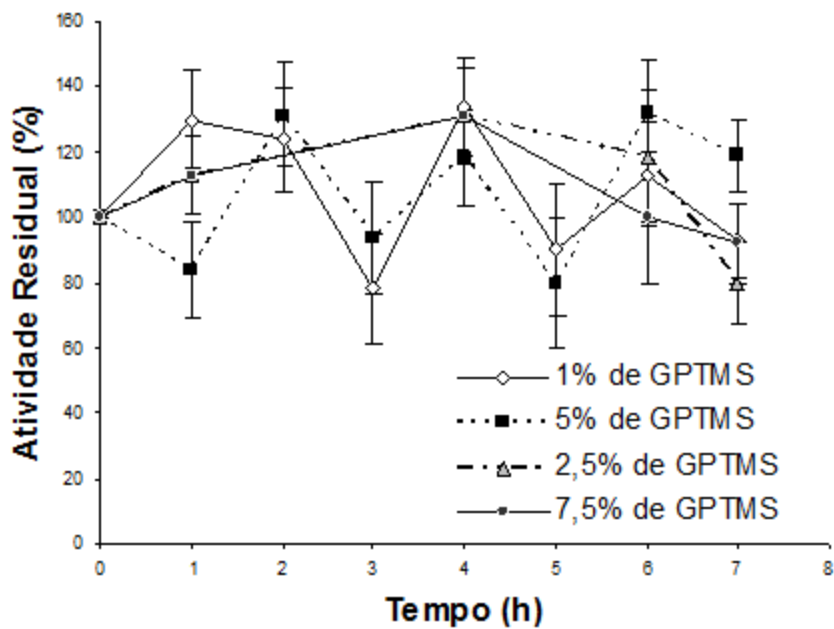 160
140
120
100
80
60
40
20
0
Atividade Residual (%)
1% de GPTMS
5% de GPTMS
2,5% de GPTMS
7,5% de GPTMS
0 1 2 3 4 5 6 7 8
Tempo (h)